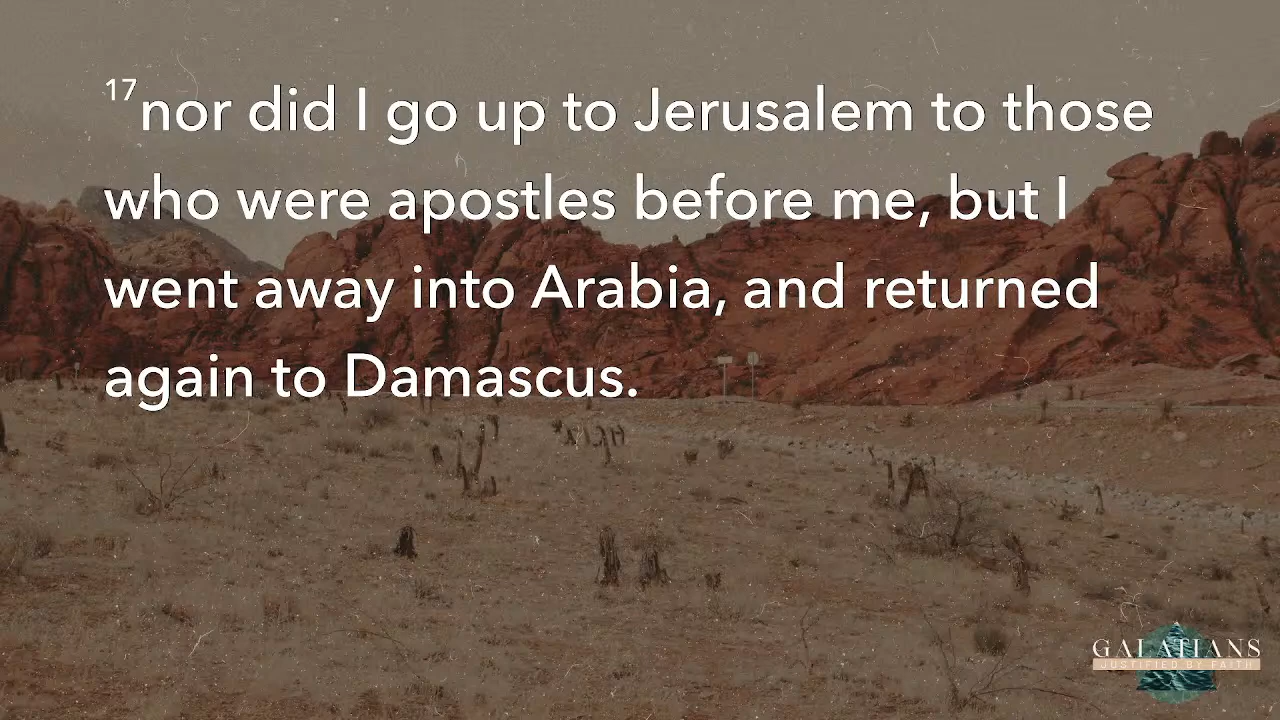 17nor did I go up to Jerusalem to those
who were apostles before me, but I
went away into Arabia, and returned
again to Damascus.
GALATIANS
JUSTIFIED BY FAITH